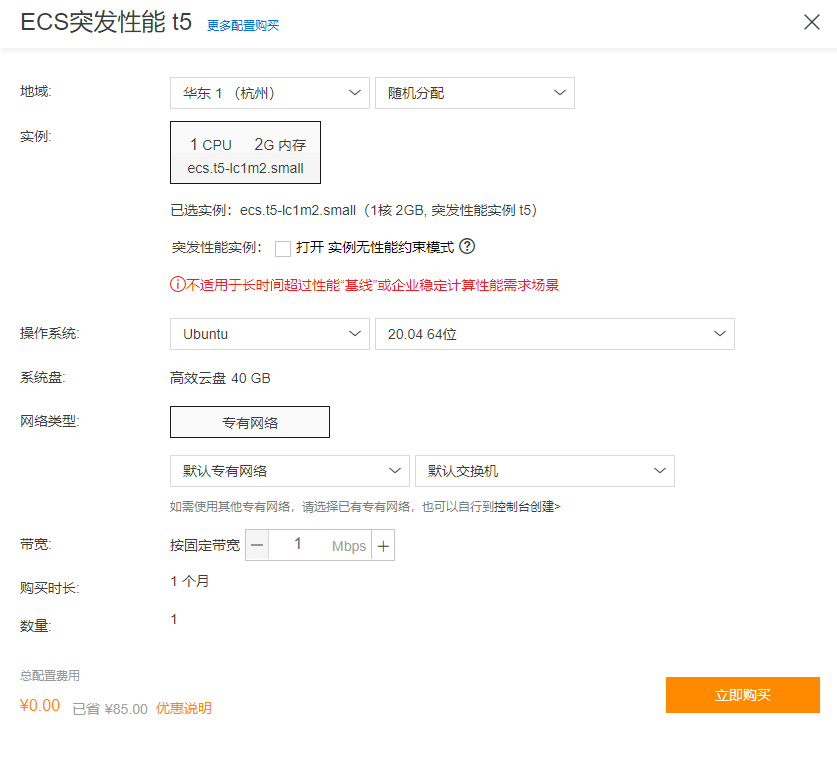 ECS突发性能 t5 更多配置购买
地域: 华东 1 （杭州） 随机分配
实例: 1 CPU 2G 内存
ecs.t5-lc1m2.small
已选实例：ecs.t5-lc1m2.small（1核 2GB, 突发性能实例 t5）
突发性能实例： 打开 实例无性能约束模式 ?
不适用于长时间超过性能“基线”或企业稳定计算性能需求场景
操作系统: Ubuntu 20.04 64位
系统盘: 高效云盘 40 GB
网络类型: 专有网络
默认专有网络 默认交换机
如需使用其他专有网络，请选择已有专有网络，也可以自行到控制台创建>
带宽: 按固定带宽 1 Mbps
购买时长: 1 个月
数量: 1
总配置费用
¥0.00 已省 ¥85.00 优惠说明 立即购买